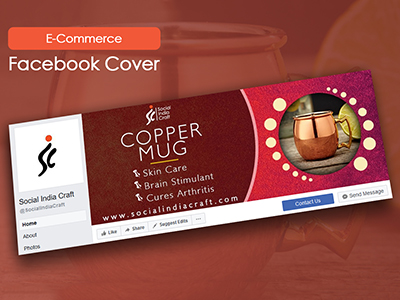 E-Commerce
Facebook Cover
Social
India
Craft
COPPER
MUG
Skin Care
Brain Stimulant
Cures Arthritis
www.socialindiacraft.com
Social India Craft
@SocialIndiaCraft
Home
About
Photos
Like
Share
Suggest Edits
Contact Us
Send Message